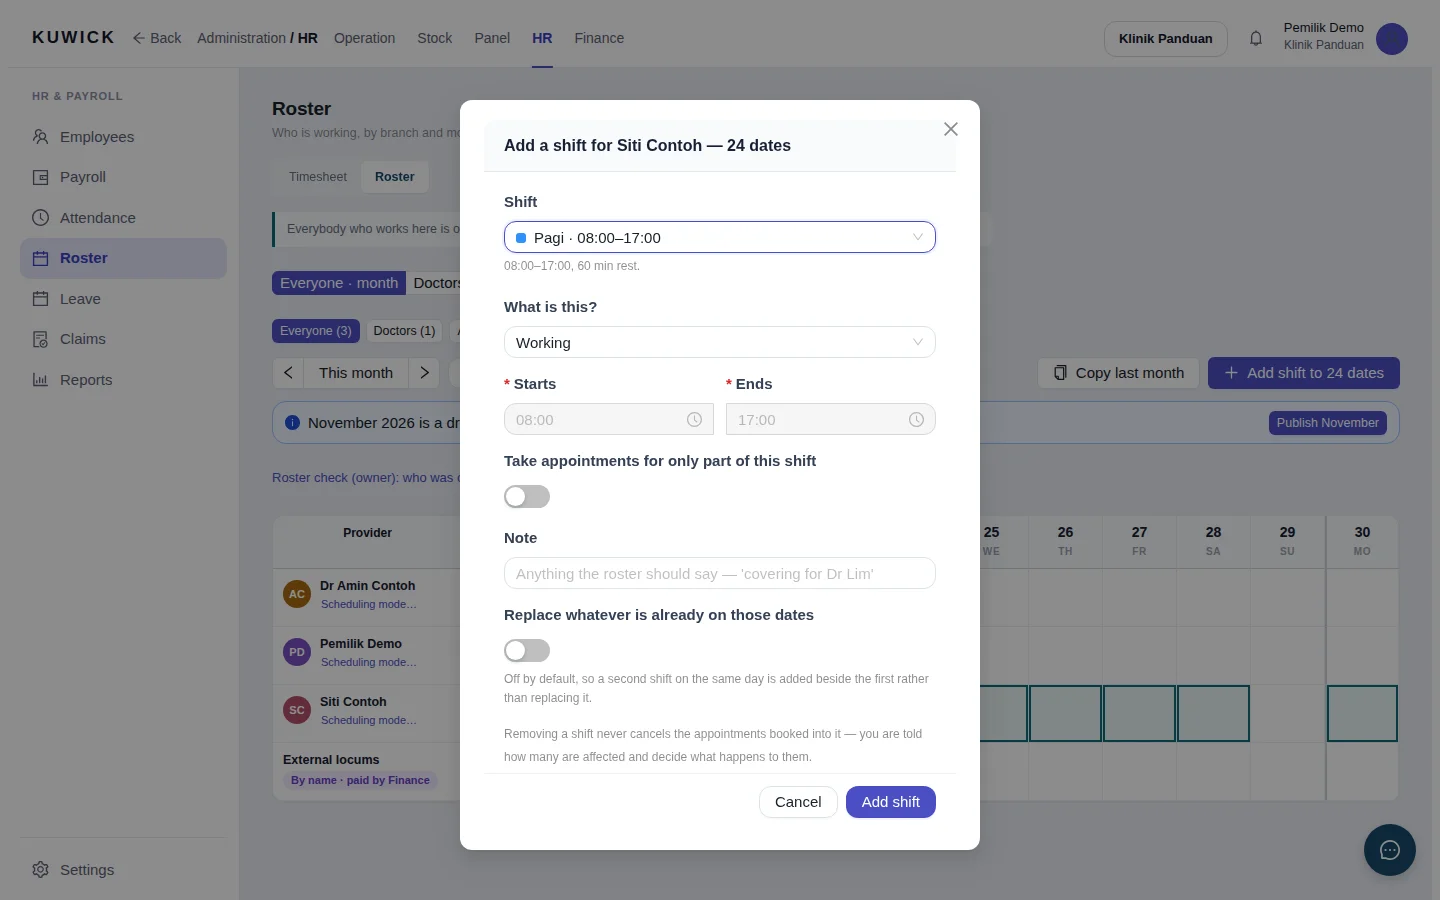 KUWICK
Back
Administration / HR
Operation
Stock
Panel
HR
Finance
Klinik Panduan
Pemilik Demo
Klinik Panduan
HR & PAYROLL
Employees
Payroll
Attendance
Roster
Leave
Claims
Reports
Settings
Roster
Who is working, by branch and mo
Timesheet
Roster
Everybody who works here is o
Everyone · month
Doctors
Everyone (3)
Doctors (1)
This month
Copy last month
Add shift to 24 dates
November 2026 is a dr
Publish November
Roster check (owner): who was
Provider
25
WE
26
TH
27
FR
28
SA
29
SU
30
MO
AC
Dr Amin Contoh
Scheduling mode…
PD
Pemilik Demo
Scheduling mode…
SC
Siti Contoh
Scheduling mode…
External locums
By name · paid by Finance
Add a shift for Siti Contoh — 24 dates
Shift
Pagi · 08:00–17:00
08:00–17:00, 60 min rest.
What is this?
Working
* Starts
* Ends
08:00
17:00
Take appointments for only part of this shift
Note
Anything the roster should say — 'covering for Dr Lim'
Replace whatever is already on those dates
Off by default, so a second shift on the same day is added beside the first rather
than replacing it.
Removing a shift never cancels the appointments booked into it — you are told
how many are affected and decide what happens to them.
Cancel
Add shift